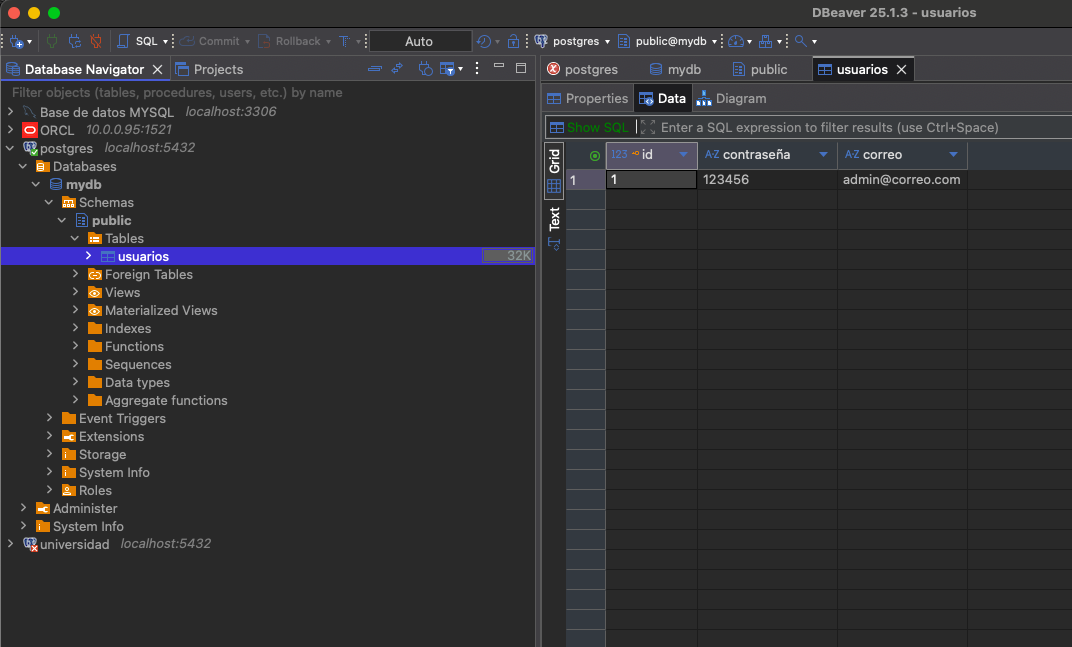 DBeaver 25.1.3 - usuarios
SQL Commit Rollback T Auto postgres public@mydb
Database Navigator Projects
Filter objects (tables, procedures, users, etc.) by name
Base de datos MYSQL localhost:3306
ORCL 10.0.0.95:1521
postgres localhost:5432
Databases
mydb
Schemas
public
Tables
usuarios 32K
Foreign Tables
Views
Materialized Views
Indexes
Functions
Sequences
Data types
Aggregate functions
Event Triggers
Extensions
Storage
System Info
Roles
Administer
System Info
universidad localhost:5432
postgres mydb public usuarios
Properties Data Diagram
Show SQL Enter a SQL expression to filter results (use Ctrl+Space)
Grid
Text
123 id A-Z contraseña A-Z correo
1 1 123456 admin@correo.com